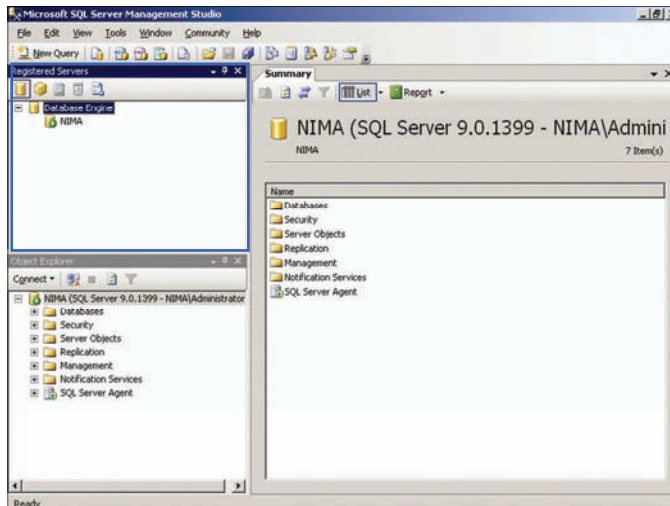 Microsoft SQL Server Management Studio
File Edit View Tools Window Community Help
New Query
Registered Servers
Database Engine
NIMA
Object Explorer
Connect
NIMA (SQL Server 9.0.1399 - NIMA\Administrator
Databases
Security
Server Objects
Replication
Management
Notification Services
SQL Server Agent
Summary
List Report
NIMA (SQL Server 9.0.1399 - NIMA\Admini
NIMA 7 Item(s)
Name
Databases
Security
Server Objects
Replication
Management
Notification Services
SQL Server Agent
Ready